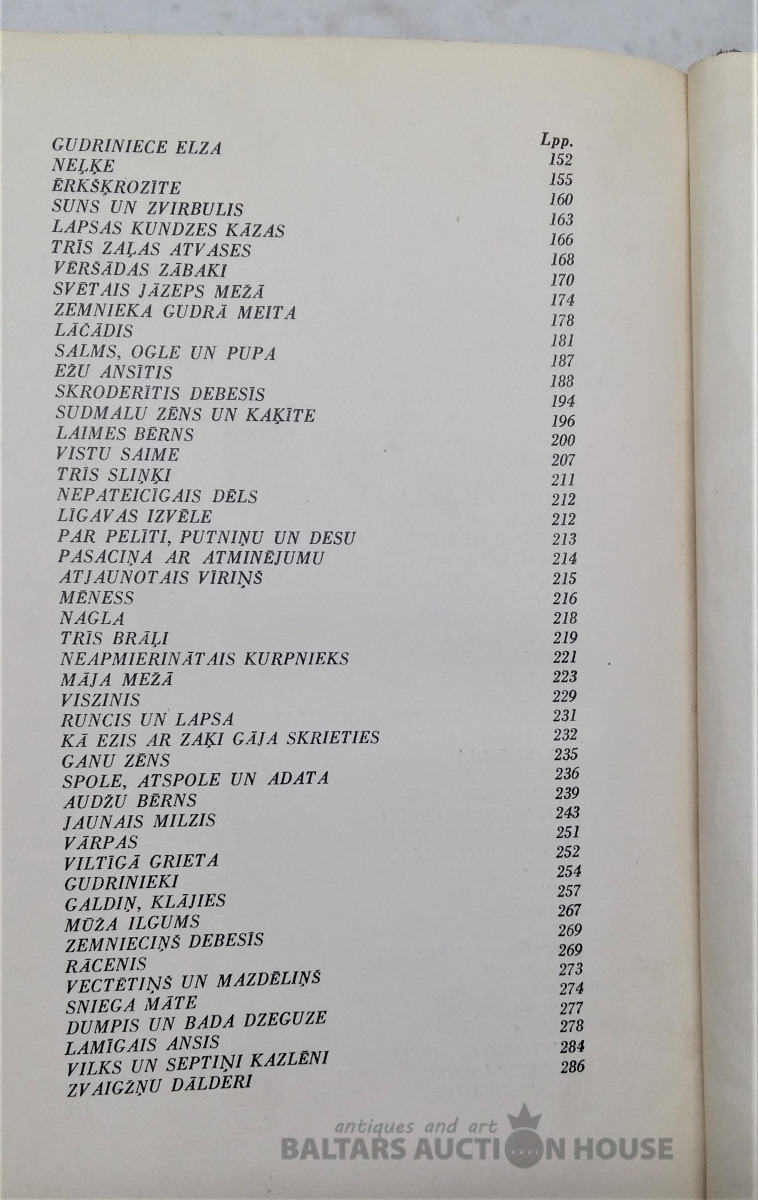 Lpp.
GUDRINIECE ELZA 152
NEĻĶE 155
ĒRKŠĶROZĪTE 160
SUNS UN ZVIRBULIS 163
LAPSAS KUNDZES KĀZAS 166
TRĪS ZAĻAS ATVASES 168
VĒRŠĀDAS ZĀBAKI 170
SVĒTAIS JĀZEPS MEŽĀ 174
ZEMNIEKA GUDRĀ MEITA 178
LĀČĀDIS 181
SALMS, OGLE UN PUPA 187
EŽU ANSĪTIS 188
SKRODERĪTIS DEBESĪS 194
SUDMALU ZĒNS UN KAĶĪTE 196
LAIMES BĒRNS 200
VISTU SAIME 207
TRĪS SLIŅĶI 211
NEPATEICĪGAIS DĒLS 212
LĪGAVAS IZVĒLE 212
PAR PELĪTI, PUTNIŅU UN DESU 213
PASACIŅA AR ATMINĒJUMU 214
ATJAUNOTAIS VĪRIŅŠ 215
MĒNESS 216
NAGLA 218
TRĪS BRĀĻI 219
NEAPMIERINĀTAIS KURPNIEKS 221
MĀJA MEŽĀ 223
VISZINIS 229
RUNCIS UN LAPSA 231
KĀ EZIS AR ZAĶI GĀJA SKRIETIES 232
GANU ZĒNS 235
SPOLE, ATSPOLE UN ADATA 236
AUDŽU BĒRNS 239
JAUNAIS MILZIS 243
VĀRPAS 251
VILTĪGĀ GRIETA 252
GUDRINIEKI 254
GALDIŅ, KLĀJIES 257
MŪŽA ILGUMS 267
ZEMNIECIŅŠ DEBESĪS 269
RĀCENIS 269
VECTĒTIŅŠ UN MAZDĒLIŅŠ 273
SNIEGA MĀTE 274
DUMPIS UN BADA DZEGUZE 277
LAMĪGAIS ANSIS 278
VILKS UN SEPTIŅI KAZLĒNI 284
ZVAIGŽŅU DĀLDERI 286
antiques and art
BALTARS AUCTION HOUSE